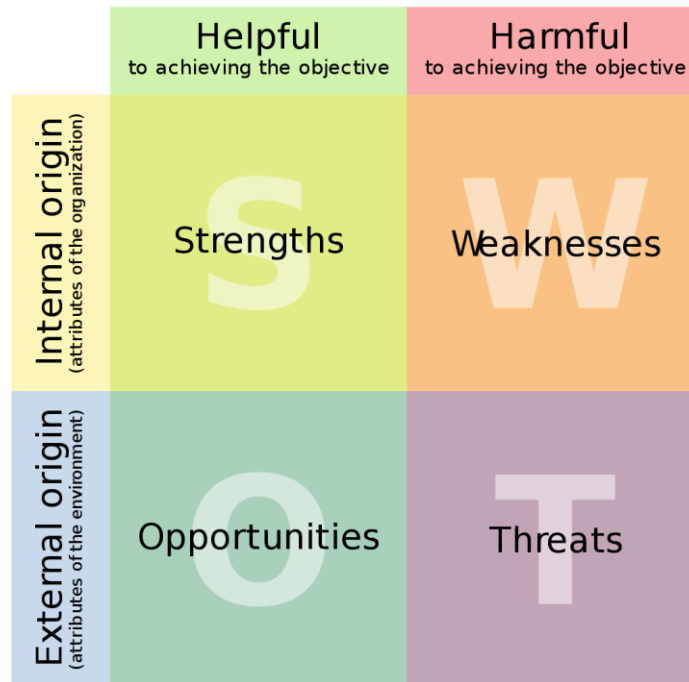 Helpful
to achieving the objective
Harmful
to achieving the objective
Internal origin
(attributes of the organization)
S
Strengths
W
Weaknesses
External origin
(attributes of the environment)
O
Opportunities
T
Threats